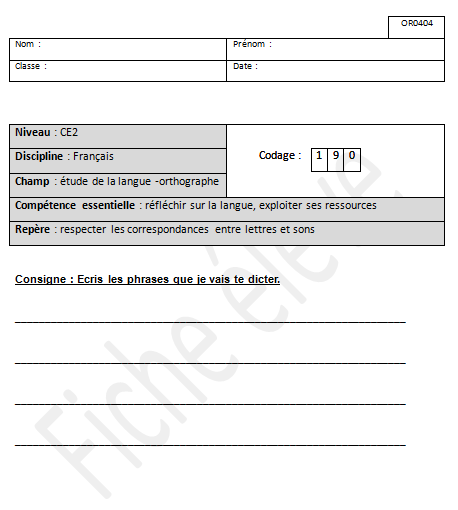 OR0404
Nom : Prénom :
Classe : Date :
Niveau : CE2
Discipline : Français
Codage : 1 9 0
Champ : étude de la langue -orthographe
Compétence essentielle : réfléchir sur la langue, exploiter ses ressources
Repère : respecter les correspondances entre lettres et sons
Consigne : Ecris les phrases que je vais te dicter.
Fiche élève